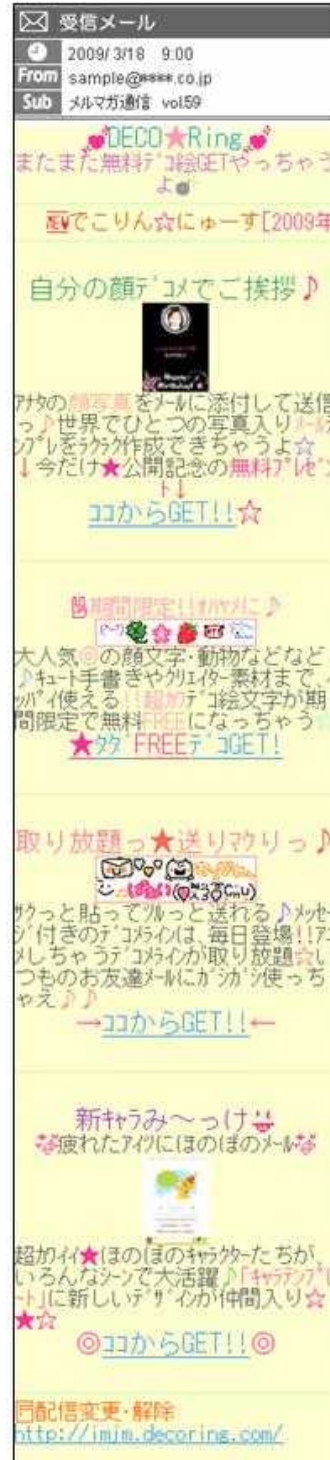 受信メール
2009/ 3/18 9:00
From sample@****.co.jp
Sub メルマガ通信 vol.59
DECO★Ring
またまた無料ﾃﾞｺ絵GETやっちゃう
よ
NEWでこりん☆にゅーす[2009年
自分の顔ﾃﾞｺﾒでご挨拶♪
Happy
Birthday!
ｱﾅﾀの顔写真をﾒｰﾙに添付して送信
っ♪世界でひとつの写真入りﾒｰﾙﾃ
ﾝﾌﾟﾚをﾗｸﾗｸ作成できちゃうよ☆
↓今だけ★公開記念の無料ﾌﾟﾚｾﾞﾝ
ﾄ↓
ｺｺからGET!!☆
期間限定!!ｵﾊﾔﾒに♪
大人気◎の顔文字･動物などなど
♪ｷｭｰﾄ手書きやｸﾘｴｲﾀｰ素材まで､ｲ
ｯﾊﾟｲ使える!!超ｶﾜﾃﾞｺ絵文字が期
間限定で無料FREEになっちゃう
★ﾀﾀﾞFREEﾃﾞｺGET!
取り放題っ★送りﾏｸりっ♪
ｻｸっと貼ってﾂﾙっと送れる♪ﾒｯｾｰ
ｼﾞ付きのﾃﾞｺﾒﾗｲﾝは､毎日登場!!ｱﾆ
ﾒしちゃうﾃﾞｺﾒﾗｲﾝが取り放題☆い
つものお友達ﾒｰﾙにｶﾞｼｶﾞｼ使っち
ゃえ♪♪
→ｺｺからGET!!←
新ｷｬﾗみ～っけ
疲れたｱｲﾂにほのぼのﾒｰﾙ
超ｶﾜｲｲ★ほのぼのｷｬﾗｸﾀｰたちが､
いろんなｼｰﾝで大活躍♪｢ｷｬﾗﾃﾝﾌﾟﾚ
ｰﾄ｣に新しいﾃﾞｻﾞｲﾝが仲間入り☆
★☆
◎ｺｺからGET!!◎
配信変更･解除
http://imjm.decoring.com/